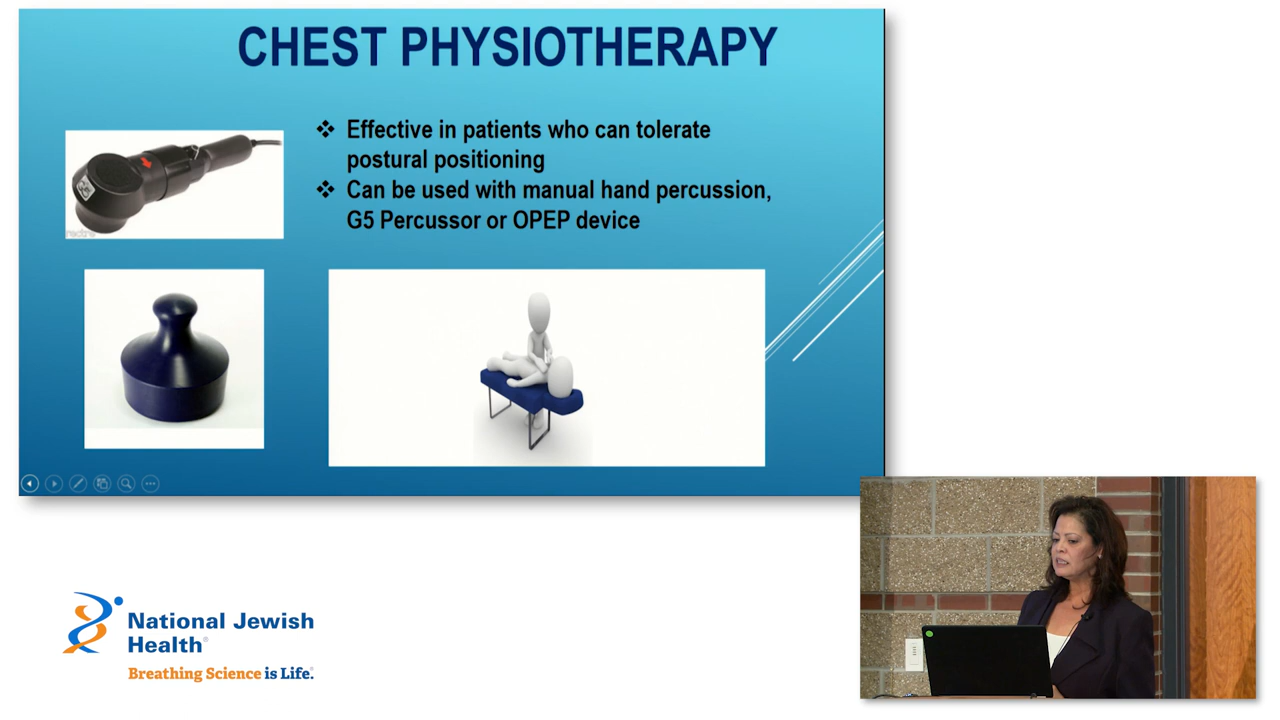 CHEST PHYSIOTHERAPY
Effective in patients who can tolerate
postural positioning
Can be used with manual hand percussion,
G5 Percussor or OPEP device
National Jewish
Health®
Breathing Science is Life.®